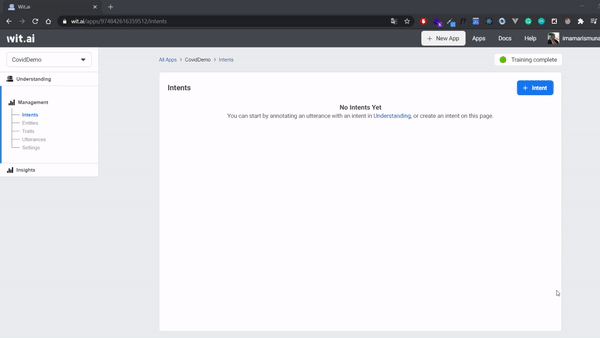 Wit.ai
wit.ai/apps/974842616359512/intents
wit.ai
+ New App Apps Docs Help imamarismuna
CovidDemo
All Apps > CovidDemo > Intents
Training complete
Understanding
Management
Intents
Entities
Traits
Utterances
Settings
Insights
Intents
+ Intent
No Intents Yet
You can start by annotating an utterance with an intent in Understanding, or create an intent on this page.